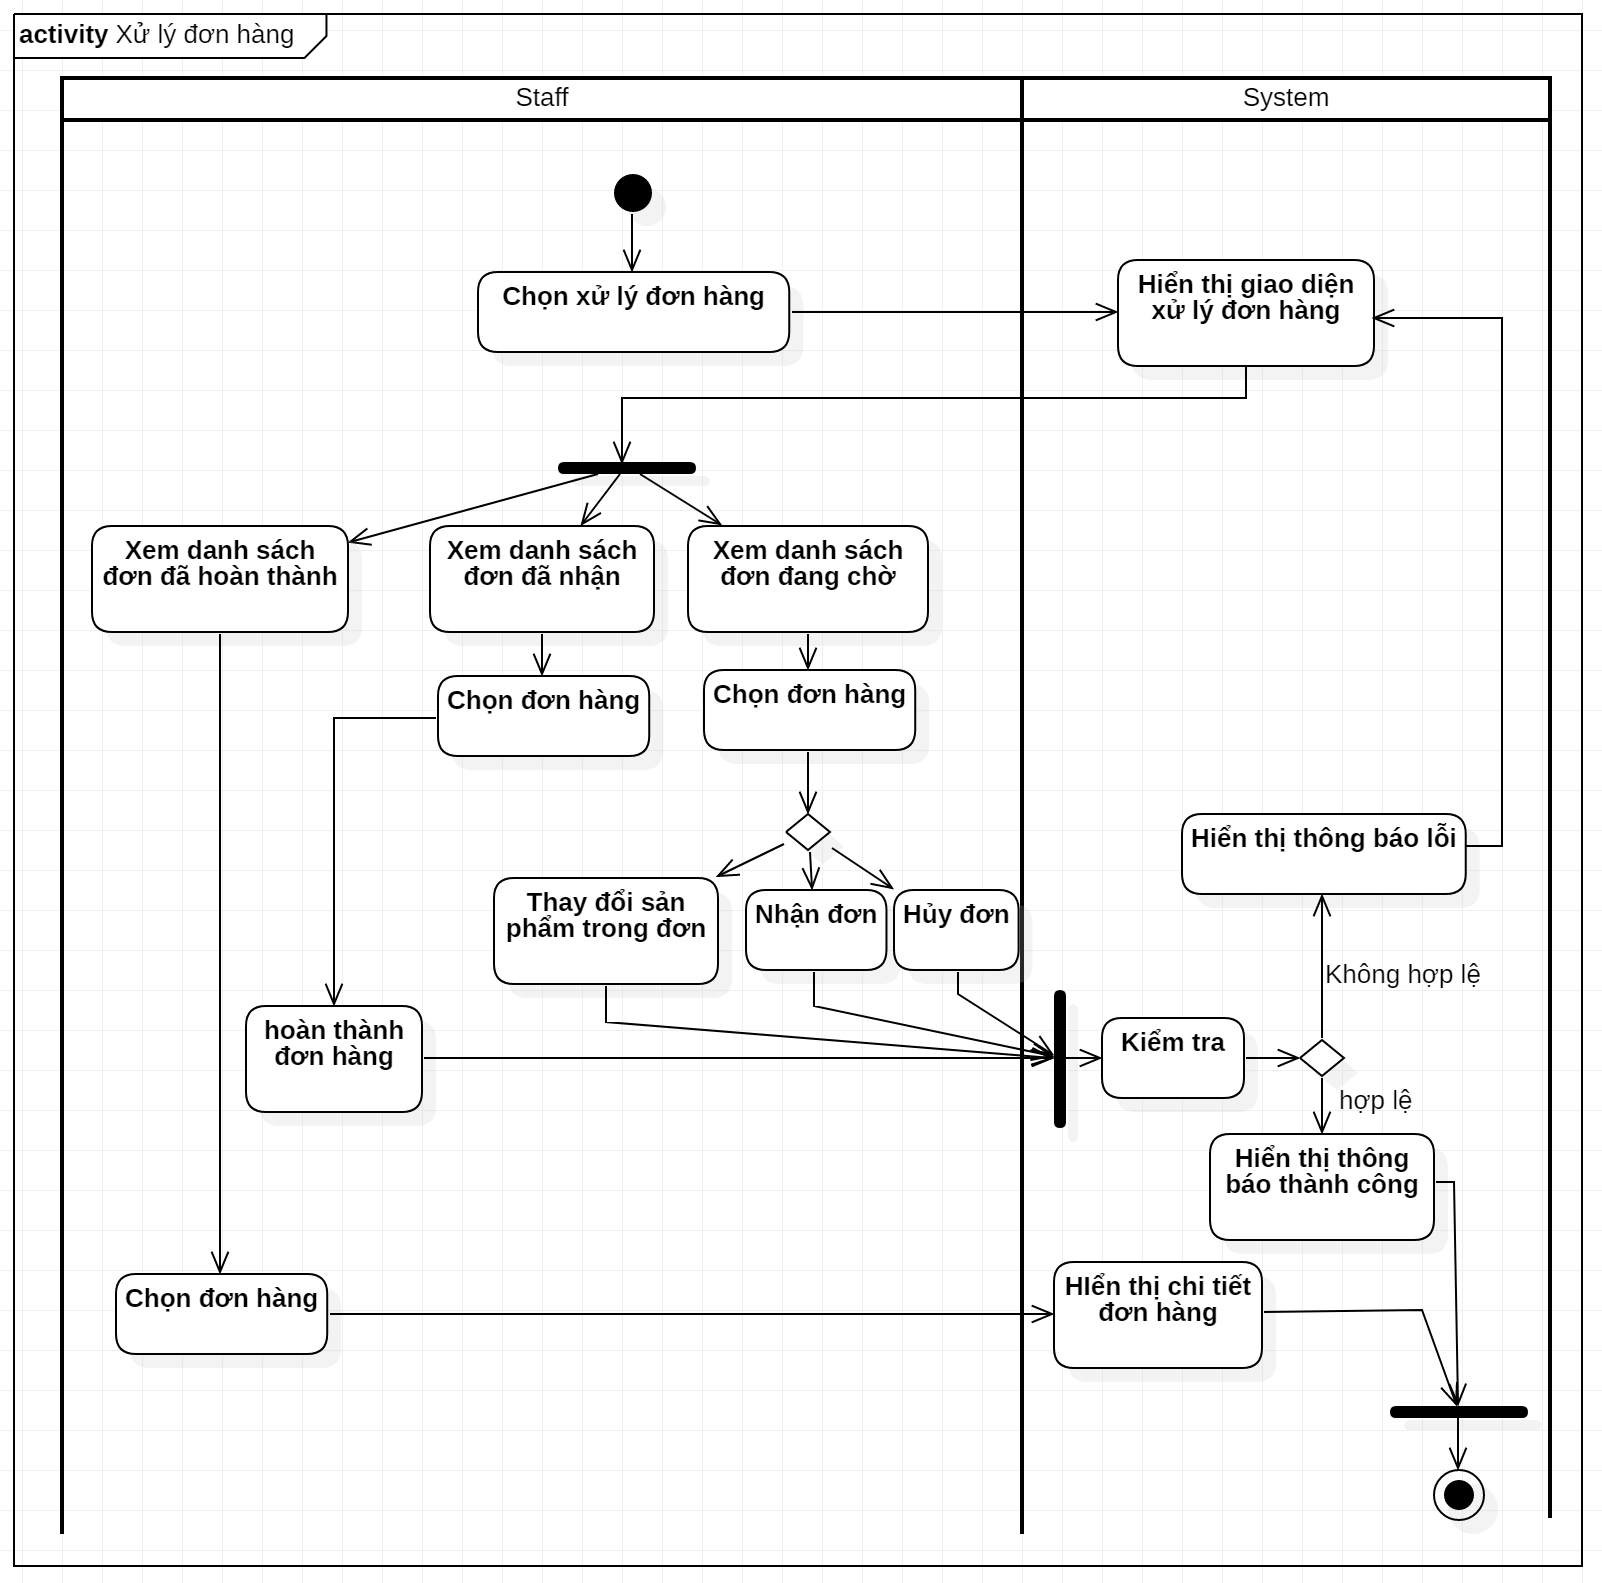 activity Xử lý đơn hàng
Staff
System
Chọn xử lý đơn hàng
Hiển thị giao diện
xử lý đơn hàng
Xem danh sách
đơn đã hoàn thành
Xem danh sách
đơn đã nhận
Xem danh sách
đơn đang chờ
Chọn đơn hàng
Chọn đơn hàng
Hiển thị thông báo lỗi
Thay đổi sản
phẩm trong đơn
Nhận đơn
Hủy đơn
Không hợp lệ
hoàn thành
đơn hàng
Kiểm tra
hợp lệ
Hiển thị thông
báo thành công
Chọn đơn hàng
HIển thị chi tiết
đơn hàng